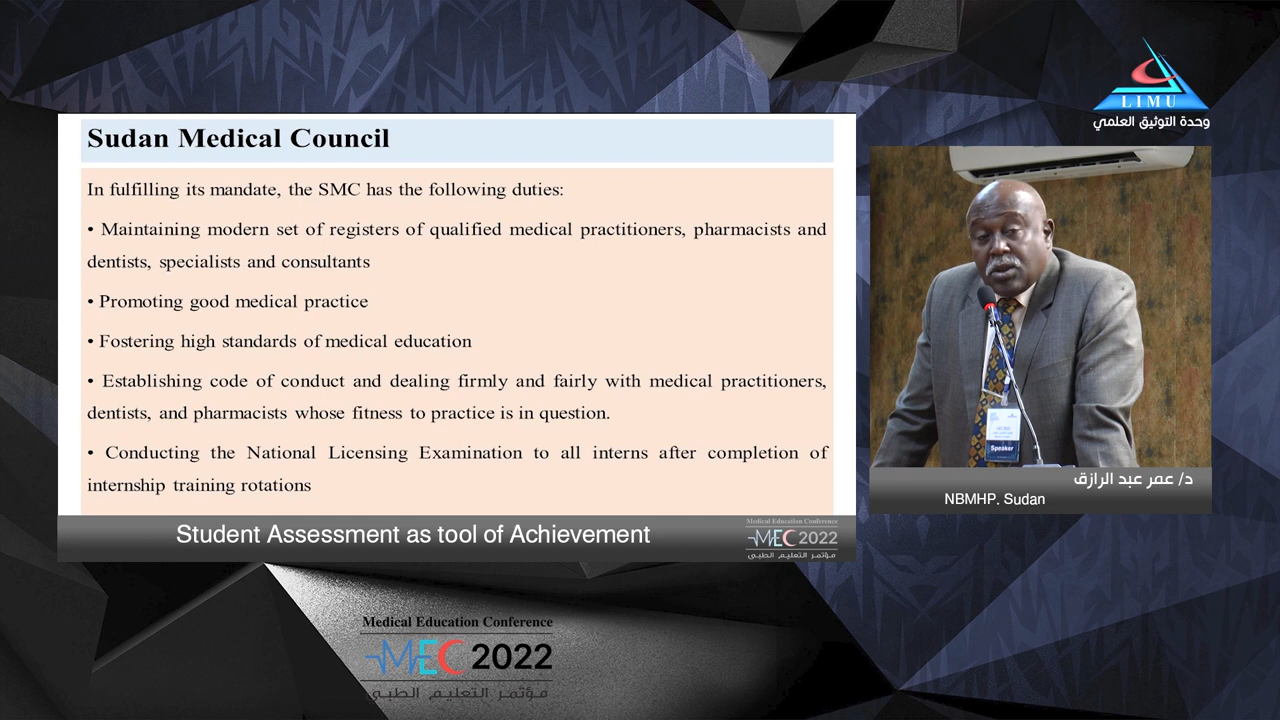 LIMU
وحدة التوثيق العلمي
Sudan Medical Council
In fulfilling its mandate, the SMC has the following duties:
• Maintaining modern set of registers of qualified medical practitioners, pharmacists and
dentists, specialists and consultants
• Promoting good medical practice
• Fostering high standards of medical education
• Establishing code of conduct and dealing firmly and fairly with medical practitioners,
dentists, and pharmacists whose fitness to practice is in question.
• Conducting the National Licensing Examination to all interns after completion of
internship training rotations
Speaker
د/ عمر عبد الرازق
NBMHP. Sudan
Student Assessment as tool of Achievement
Medical Education Conference
MEC 2022
مؤتمر التعليم الطبي
Medical Education Conference
MEC 2022
مؤتمر التعليم الطبي